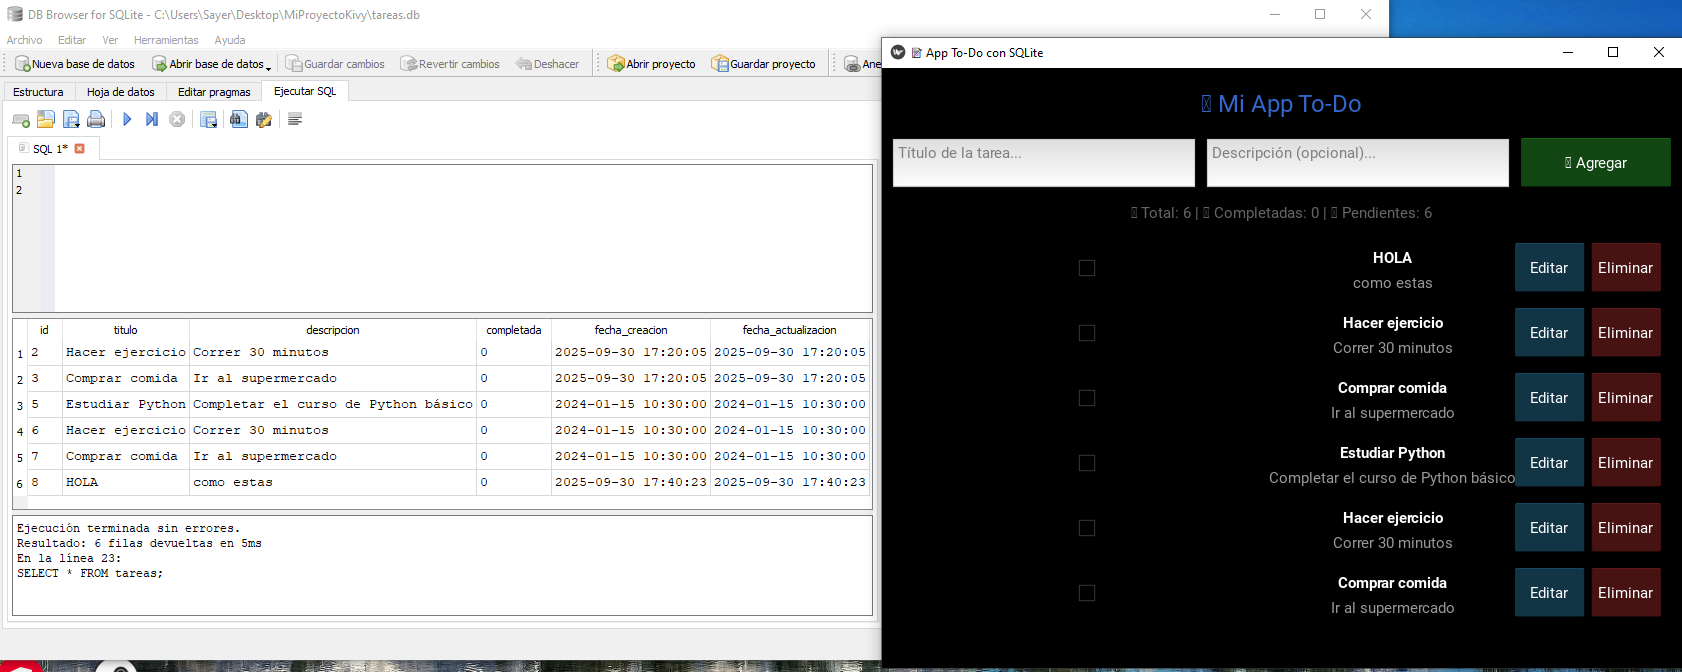 DB Browser for SQLite - C:\Users\Sayer\Desktop\MiProyectoKivy\tareas.db
Archivo Editar Ver Herramientas Ayuda
Nueva base de datos Abrir base de datos Guardar cambios Revertir cambios Deshacer Abrir proyecto Guardar proyecto Ane
Estructura Hoja de datos Editar pragmas Ejecutar SQL
SQL 1*
1
2
id titulo descripcion completada fecha_creacion fecha_actualizacion
1 2 Hacer ejercicio Correr 30 minutos 0 2025-09-30 17:20:05 2025-09-30 17:20:05
2 3 Comprar comida Ir al supermercado 0 2025-09-30 17:20:05 2025-09-30 17:20:05
3 5 Estudiar Python Completar el curso de Python básico 0 2024-01-15 10:30:00 2024-01-15 10:30:00
4 6 Hacer ejercicio Correr 30 minutos 0 2024-01-15 10:30:00 2024-01-15 10:30:00
5 7 Comprar comida Ir al supermercado 0 2024-01-15 10:30:00 2024-01-15 10:30:00
6 8 HOLA como estas 0 2025-09-30 17:40:23 2025-09-30 17:40:23
Ejecución terminada sin errores.
Resultado: 6 filas devueltas en 5ms
En la línea 23:
SELECT * FROM tareas;
App To-Do con SQLite
Mi App To-Do
Título de la tarea... Descripción (opcional)... Agregar
Total: 6 | Completadas: 0 | Pendientes: 6
HOLA
como estas
Editar Eliminar
Hacer ejercicio
Correr 30 minutos
Editar Eliminar
Comprar comida
Ir al supermercado
Editar Eliminar
Estudiar Python
Completar el curso de Python básico
Editar Eliminar
Hacer ejercicio
Correr 30 minutos
Editar Eliminar
Comprar comida
Ir al supermercado
Editar Eliminar